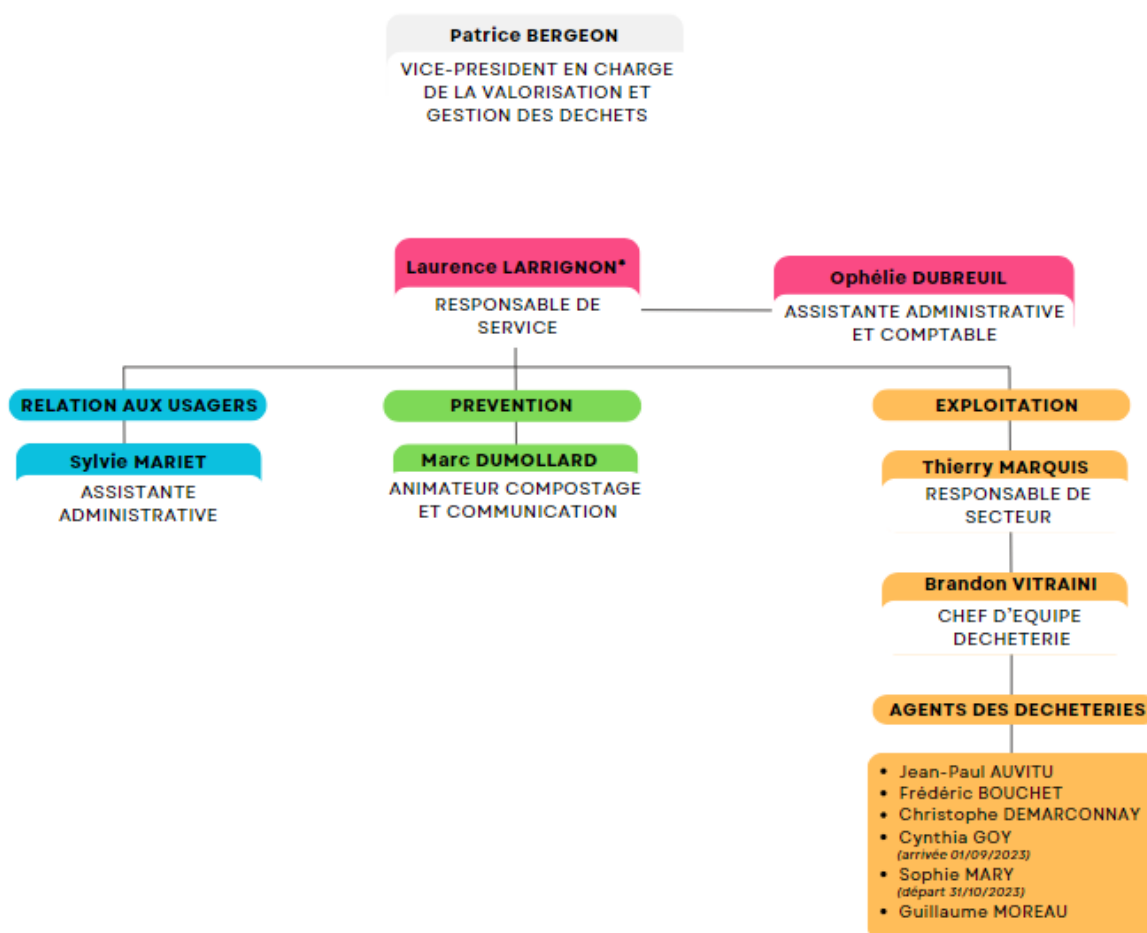 Patrice BERGEON
VICE-PRESIDENT EN CHARGE
DE LA VALORISATION ET
GESTION DES DECHETS
Laurence LARRIGNON*
RESPONSABLE DE
SERVICE
Ophélie DUBREUIL
ASSISTANTE ADMINISTRATIVE
ET COMPTABLE
RELATION AUX USAGERS
Sylvie MARIET
ASSISTANTE
ADMINISTRATIVE
PREVENTION
Marc DUMOLLARD
ANIMATEUR COMPOSTAGE
ET COMMUNICATION
EXPLOITATION
Thierry MARQUIS
RESPONSABLE DE
SECTEUR
Brandon VITRAINI
CHEF D'EQUIPE
DECHETERIE
AGENTS DES DECHETERIES
• Jean-Paul AUVITU
• Frédéric BOUCHET
• Christophe DEMARCONNAY
• Cynthia GOY
(arrivée 01/09/2023)
• Sophie MARY
(départ 31/10/2023)
• Guillaume MOREAU